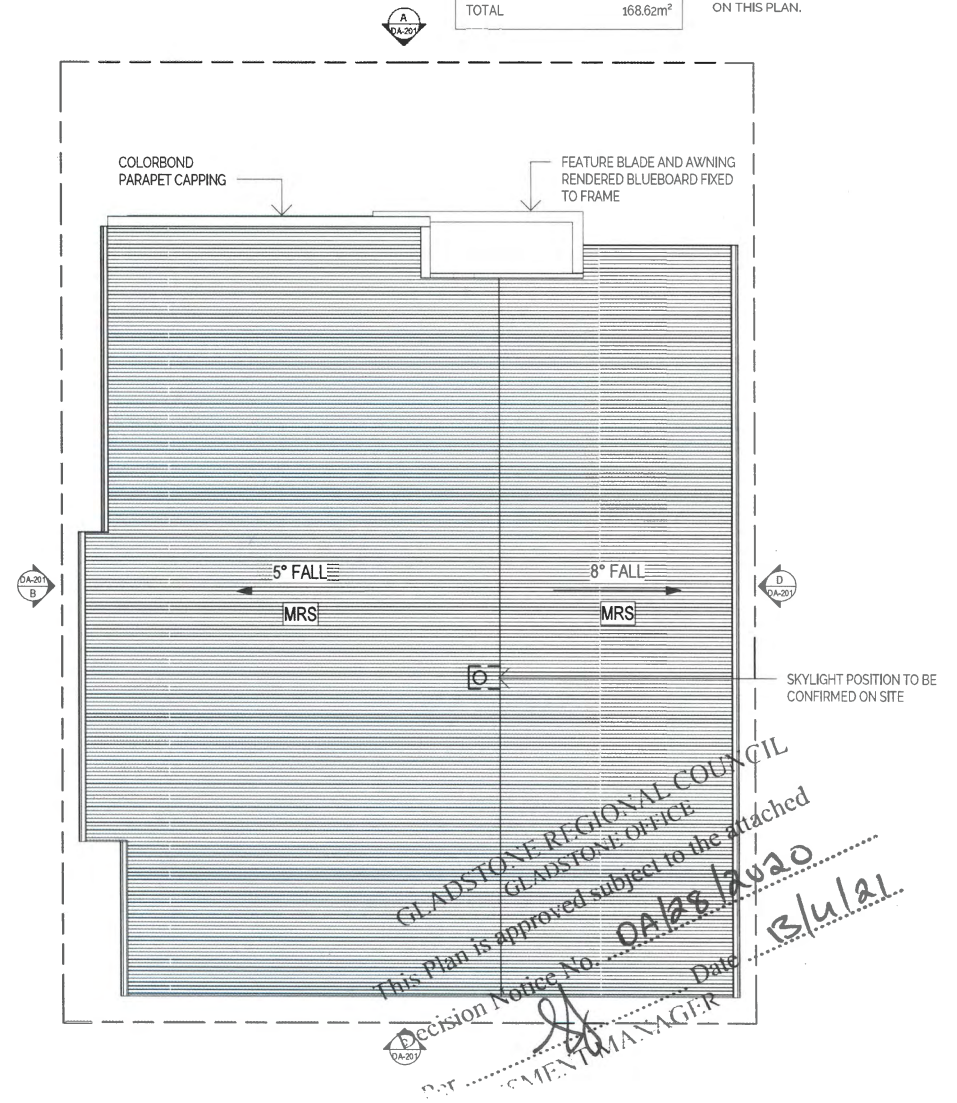 TOTAL 168.62m²
ON THIS PLAN.
A
DA-201
COLORBOND
PARAPET CAPPING
FEATURE BLADE AND AWNING
RENDERED BLUEBOARD FIXED
TO FRAME
5° FALL
8° FALL
MRS
MRS
DA-201
B
D
DA-201
SKYLIGHT POSITION TO BE
CONFIRMED ON SITE
GLADSTONE REGIONAL COUNCIL
GLADSTONE OFFICE
This Plan is approved subject to the attached
Decision Notice No. DA/28/2020
Date 13/4/21
MANAGER
DA-201